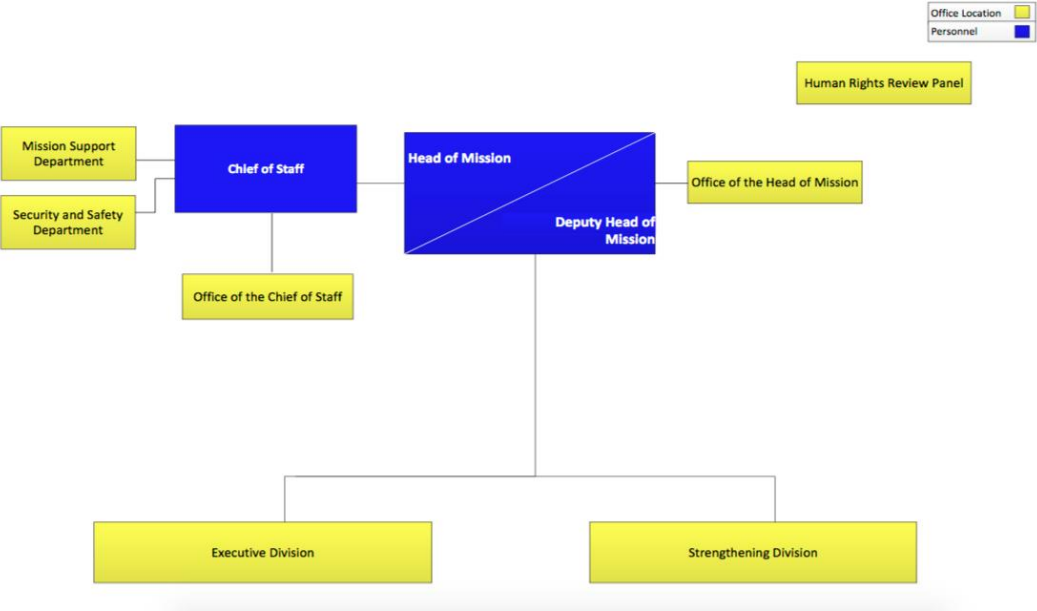 Office Location
Personnel
Human Rights Review Panel
Mission Support
Department
Chief of Staff
Head of Mission
Deputy Head of
Mission
Office of the Head of Mission
Security and Safety
Department
Office of the Chief of Staff
Executive Division
Strengthening Division